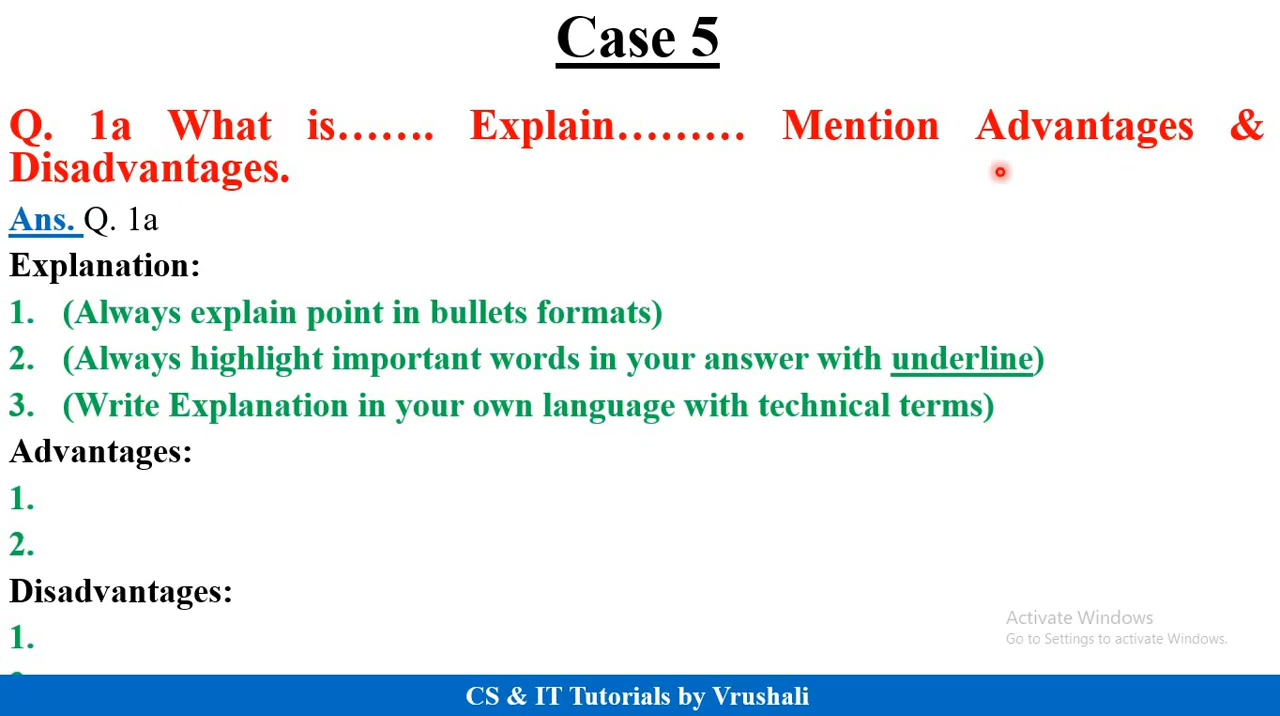 Case 5
Q. 1a What is……. Explain……… Mention Advantages &
Disadvantages.
Ans. Q. 1a
Explanation:
1. (Always explain point in bullets formats)
2. (Always highlight important words in your answer with underline)
3. (Write Explanation in your own language with technical terms)
Advantages:
1.
2.
Disadvantages:
1.
Activate Windows
Go to Settings to activate Windows.
CS & IT Tutorials by Vrushali